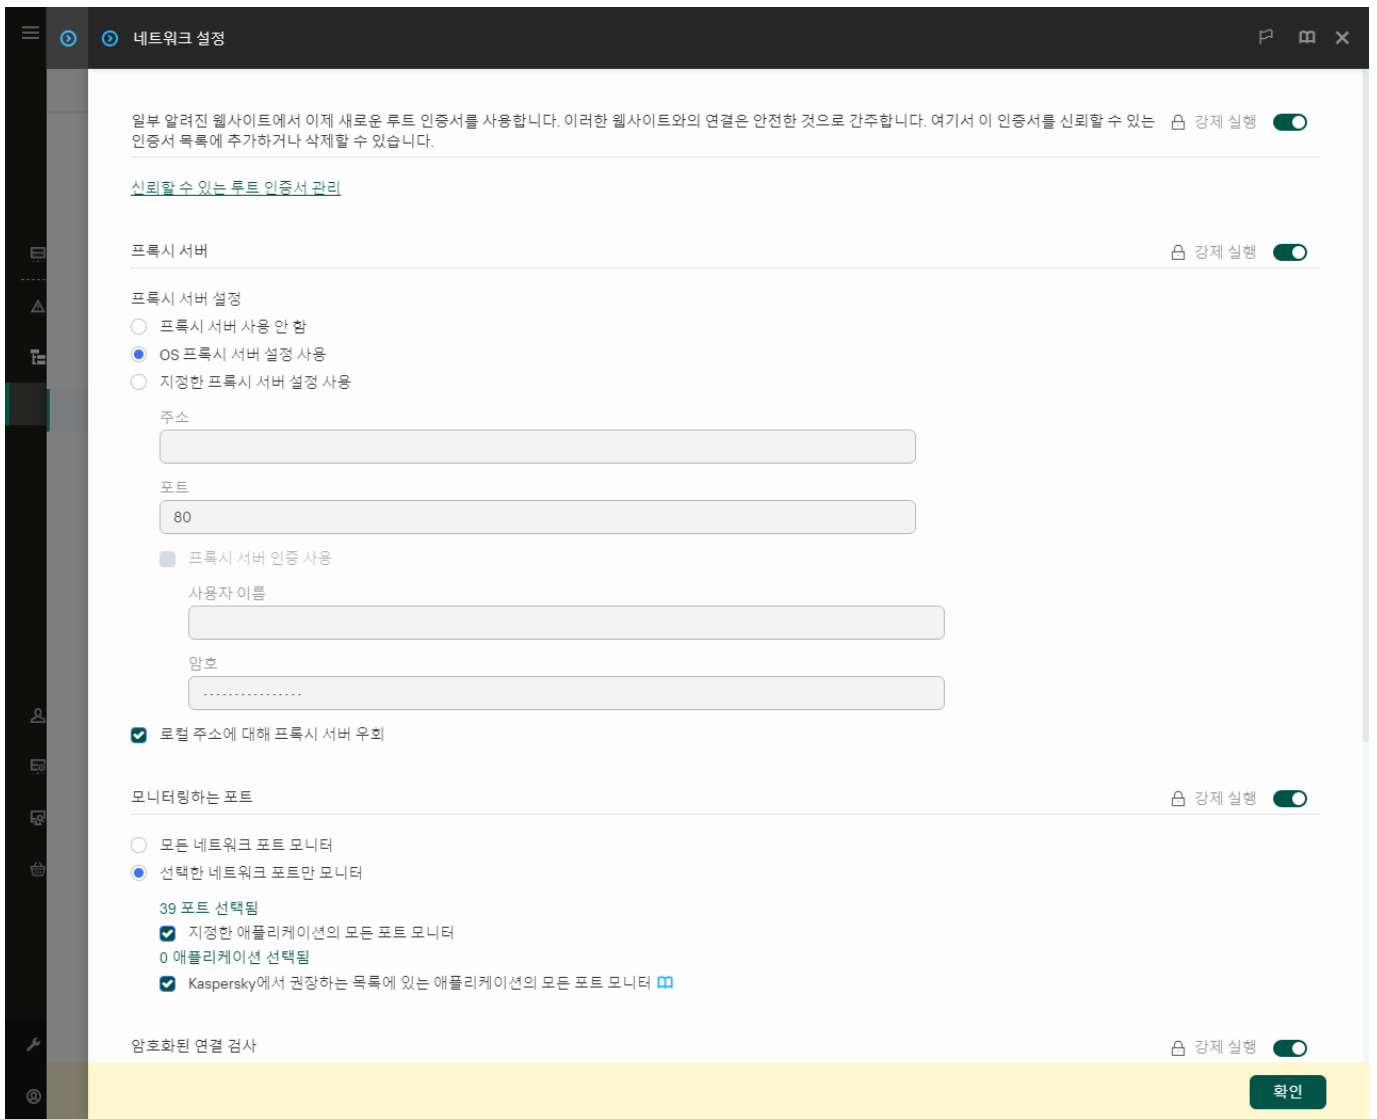 네트워크 설정
일부 알려진 웹사이트에서 이제 새로운 루트 인증서를 사용합니다. 이러한 웹사이트와의 연결은 안전한 것으로 간주합니다. 여기서 이 인증서를 신뢰할 수 있는
인증서 목록에 추가하거나 삭제할 수 있습니다.
강제 실행
신뢰할 수 있는 루트 인증서 관리
프록시 서버
강제 실행
프록시 서버 설정
프록시 서버 사용 안 함
OS 프록시 서버 설정 사용
지정한 프록시 서버 설정 사용
주소
포트
80
프록시 서버 인증 사용
사용자 이름
암호
----------------
로컬 주소에 대해 프록시 서버 우회
모니터링하는 포트
강제 실행
모든 네트워크 포트 모니터
선택한 네트워크 포트만 모니터
39 포트 선택됨
지정한 애플리케이션의 모든 포트 모니터
0 애플리케이션 선택됨
Kaspersky에서 권장하는 목록에 있는 애플리케이션의 모든 포트 모니터
암호화된 연결 검사
강제 실행
확인